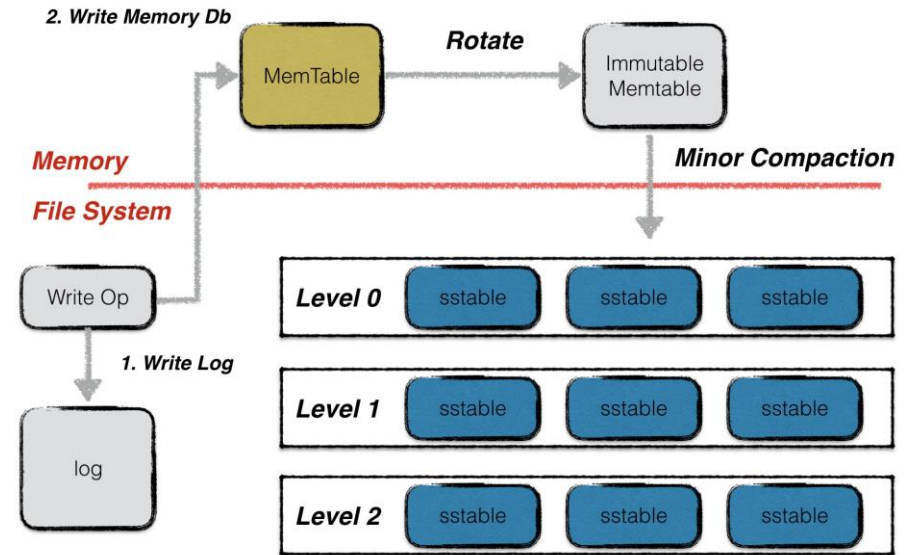 2. Write Memory Db
MemTable
Rotate
Immutable
Memtable
Memory
Minor Compaction
File System
Write Op
1. Write Log
log
Level 0 sstable sstable sstable
Level 1 sstable sstable sstable
Level 2 sstable sstable sstable